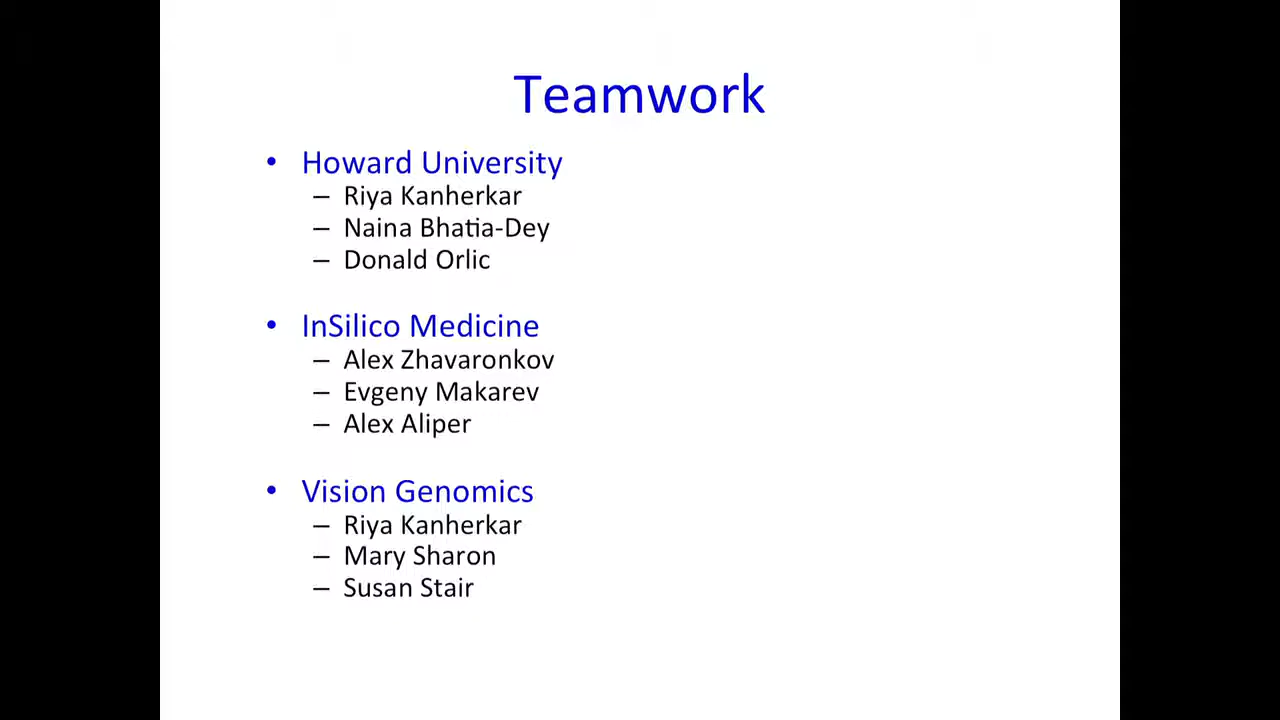 Teamwork
• Howard University
– Riya Kanherkar
– Naina Bhatia-Dey
– Donald Orlic
• InSilico Medicine
– Alex Zhavaronkov
– Evgeny Makarev
– Alex Aliper
• Vision Genomics
– Riya Kanherkar
– Mary Sharon
– Susan Stair